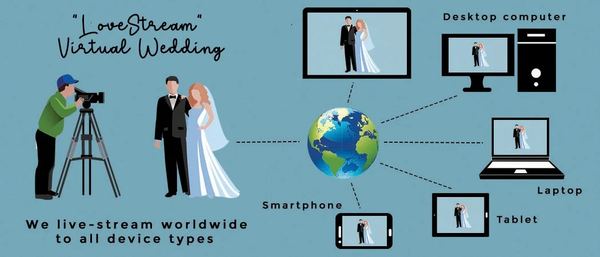 "LoveStream"
Virtual Wedding
Desktop computer
Laptop
Smartphone
Tablet
We live-stream worldwide
to all device types